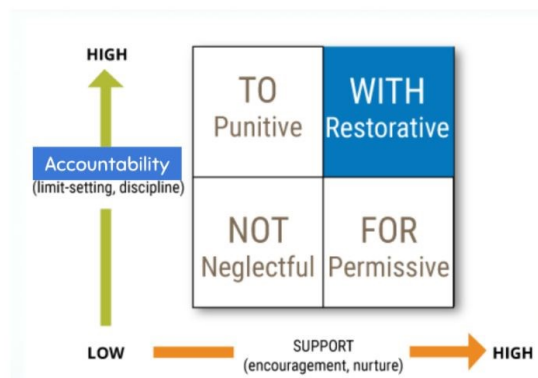 HIGH
TO
Punitive
WITH
Restorative
Accountability
(limit-setting, discipline)
NOT
Neglectful
FOR
Permissive
LOW
SUPPORT
(encouragement, nurture)
HIGH